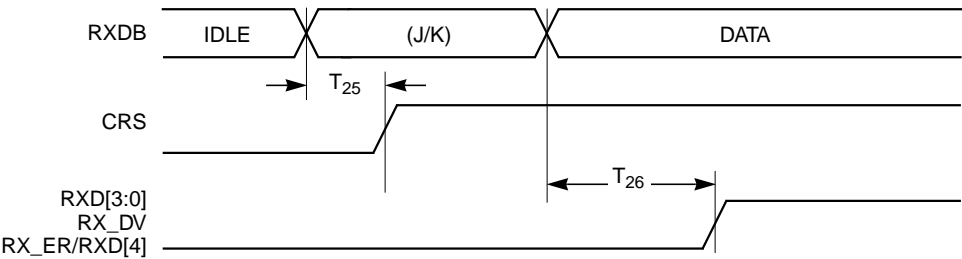 RXDB IDLE (J/K) DATA
T25
CRS
T26
RXD[3:0]
RX_DV
RX_ER/RXD[4]